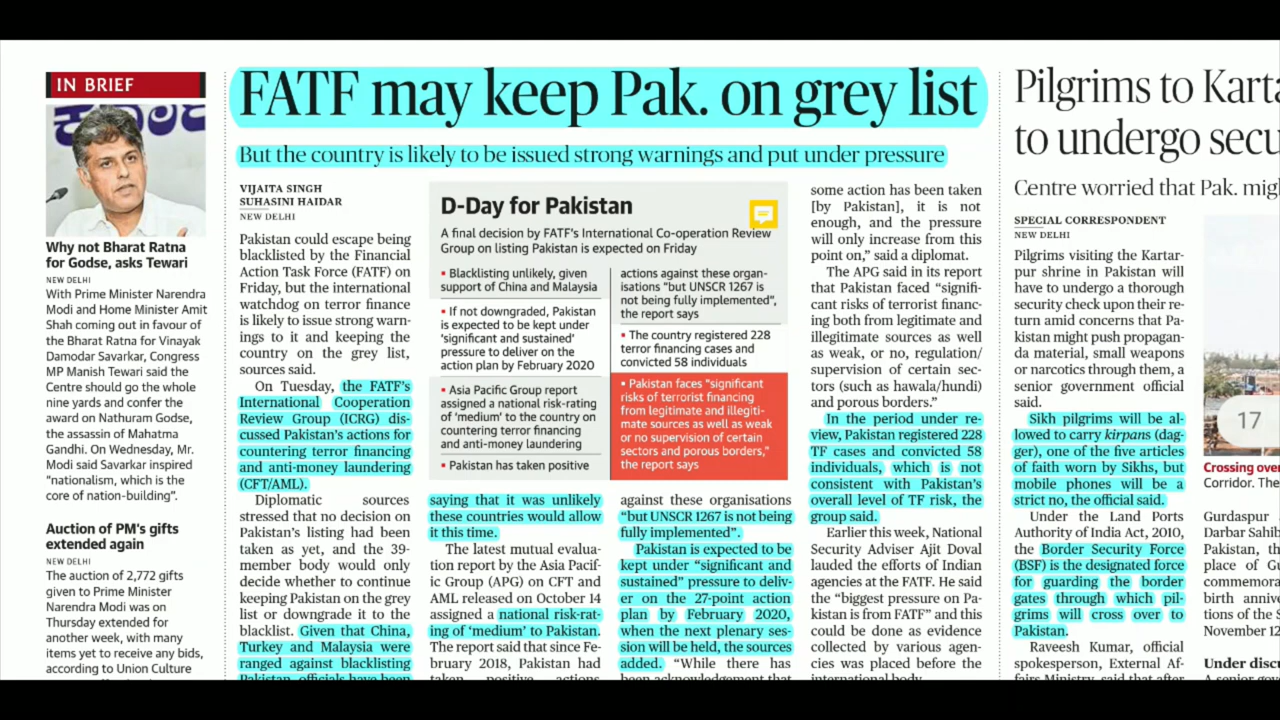 IN BRIEF
Why not Bharat Ratna
for Godse, asks Tewari
NEW DELHI
With Prime Minister Narendra
Modi and Home Minister Amit
Shah coming out in favour of
the Bharat Ratna for Vinayak
Damodar Savarkar, Congress
MP Manish Tewari said the
Centre should go the whole
nine yards and confer the
award on Nathuram Godse,
the assassin of Mahatma
Gandhi. On Wednesday, Mr.
Modi said Savarkar inspired
"nationalism, which is the
core of nation-building".
Auction of PM's gifts
extended again
NEW DELHI
The auction of 2,772 gifts
given to Prime Minister
Narendra Modi was on
Thursday extended for
another week, with many
items yet to receive any bids,
according to Union Culture
FATF may keep Pak. on grey list
But the country is likely to be issued strong warnings and put under pressure
VIJAITA SINGH
SUHASINI HAIDAR
NEW DELHI
Pakistan could escape being
blacklisted by the Financial
Action Task Force (FATF) on
Friday, but the international
watchdog on terror finance
is likely to issue strong warn-
ings to it and keeping the
country on the grey list,
sources said.
On Tuesday, the FATF's
International Cooperation
Review Group (ICRG) dis-
cussed Pakistan's actions for
countering terror financing
and anti-money laundering
(CFT/AML).
Diplomatic sources
stressed that no decision on
Pakistan's listing had been
taken as yet, and the 39-
member body would only
decide whether to continue
keeping Pakistan on the grey
list or downgrade it to the
blacklist. Given that China,
Turkey and Malaysia were
ranged against blacklisting
Pakistan, officials have been
D-Day for Pakistan
A final decision by FATF's International Co-operation Review
Group on listing Pakistan is expected on Friday
▪ Blacklisting unlikely, given
support of China and Malaysia
▪ If not downgraded, Pakistan
is expected to be kept under
'significant and sustained'
pressure to deliver on the
action plan by February 2020
▪ Asia Pacific Group report
assigned a national risk-rating
of 'medium' to the country on
countering terror financing
and anti-money laundering
▪ Pakistan has taken positive
actions against these organ-
isations "but UNSCR 1267 is
not being fully implemented",
the report says
▪ The country registered 228
terror financing cases and
convicted 58 individuals
▪ Pakistan faces "significant
risks of terrorist financing
from legitimate and illegiti-
mate sources as well as weak
or no supervision of certain
sectors and porous borders,"
the report says
saying that it was unlikely
these countries would allow
it this time.
The latest mutual evalua-
tion report by the Asia Pacif-
ic Group (APG) on CFT and
AML released on October 14
assigned a national risk-rat-
ing of 'medium' to Pakistan.
The report said that since Fe-
bruary 2018, Pakistan had
taken positive actions
against these organisations
"but UNSCR 1267 is not being
fully implemented".
Pakistan is expected to be
kept under "significant and
sustained" pressure to deliv-
er on the 27-point action
plan by February 2020,
when the next plenary ses-
sion will be held, the sources
added. "While there has
been acknowledgement that
some action has been taken
[by Pakistan], it is not
enough, and the pressure
will only increase from this
point on," said a diplomat.
The APG said in its report
that Pakistan faced "signifi-
cant risks of terrorist financ-
ing both from legitimate and
illegitimate sources as well
as weak, or no, regulation/
supervision of certain sec-
tors (such as hawala/hundi)
and porous borders."
In the period under re-
view, Pakistan registered 228
TF cases and convicted 58
individuals, which is not
consistent with Pakistan's
overall level of TF risk, the
group said.
Earlier this week, National
Security Adviser Ajit Doval
lauded the efforts of Indian
agencies at the FATF. He said
the "biggest pressure on Pa-
kistan is from FATF" and this
could be done as evidence
collected by various agen-
cies was placed before the
international body.
Pilgrims to Karta
to undergo secu
Centre worried that Pak. mig
SPECIAL CORRESPONDENT
NEW DELHI
Pilgrims visiting the Kartar-
pur shrine in Pakistan will
have to undergo a thorough
security check upon their re-
turn amid concerns that Pa-
kistan might push propagan-
da material, small weapons
or narcotics through them, a
senior government official
said.
Sikh pilgrims will be al-
lowed to carry kirpans (dag-
ger), one of the five articles
of faith worn by Sikhs, but
mobile phones will be a
strict no, the official said.
Under the Land Ports
Authority of India Act, 2010,
the Border Security Force
(BSF) is the designated force
for guarding the border
gates through which pil-
grims will cross over to
Pakistan.
Raveesh Kumar, official
spokesperson, External Af-
fairs Ministry, said that after
17
Crossing over
Corridor. The
Gurdaspur
Darbar Sahib
Pakistan, th
place of Gu
commemora
birth annive
tions of the S
November 12
Under discu
A senior gov